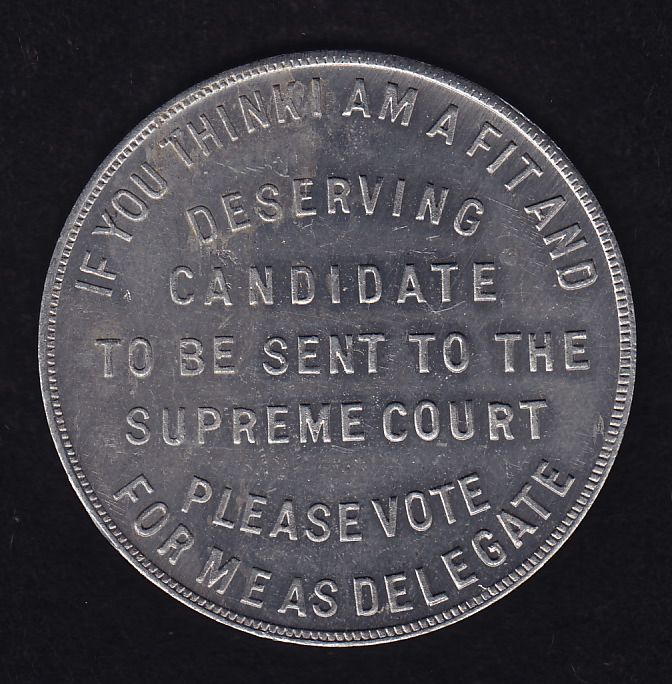 IF YOU THINK I AM A FIT AND
DESERVING
CANDIDATE
TO BE SENT TO THE
SUPREME COURT
PLEASE VOTE
FOR ME AS DELEGATE